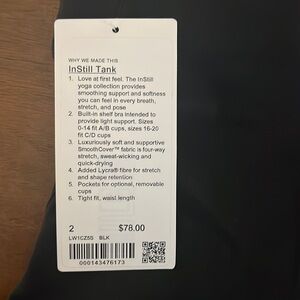 WHY WE MADE THIS
InStill Tank
1. Love at first feel. The InStill
yoga collection provides
smoothing support and softness
you can feel in every breath,
stretch, and pose
2. Built-in shelf bra intended to
provide light support. Sizes
0-14 fit A/B cups, sizes 16-20
fit C/D cups
3. Luxuriously soft and supportive
SmoothCover™ fabric is four-way
stretch, sweat-wicking and
quick-drying
4. Added Lycra® fibre for stretch
and shape retention
5. Pockets for optional, removable
cups
6. Tight fit, waist length
2 $78.00
LW1CZ5S BLK
000143476173